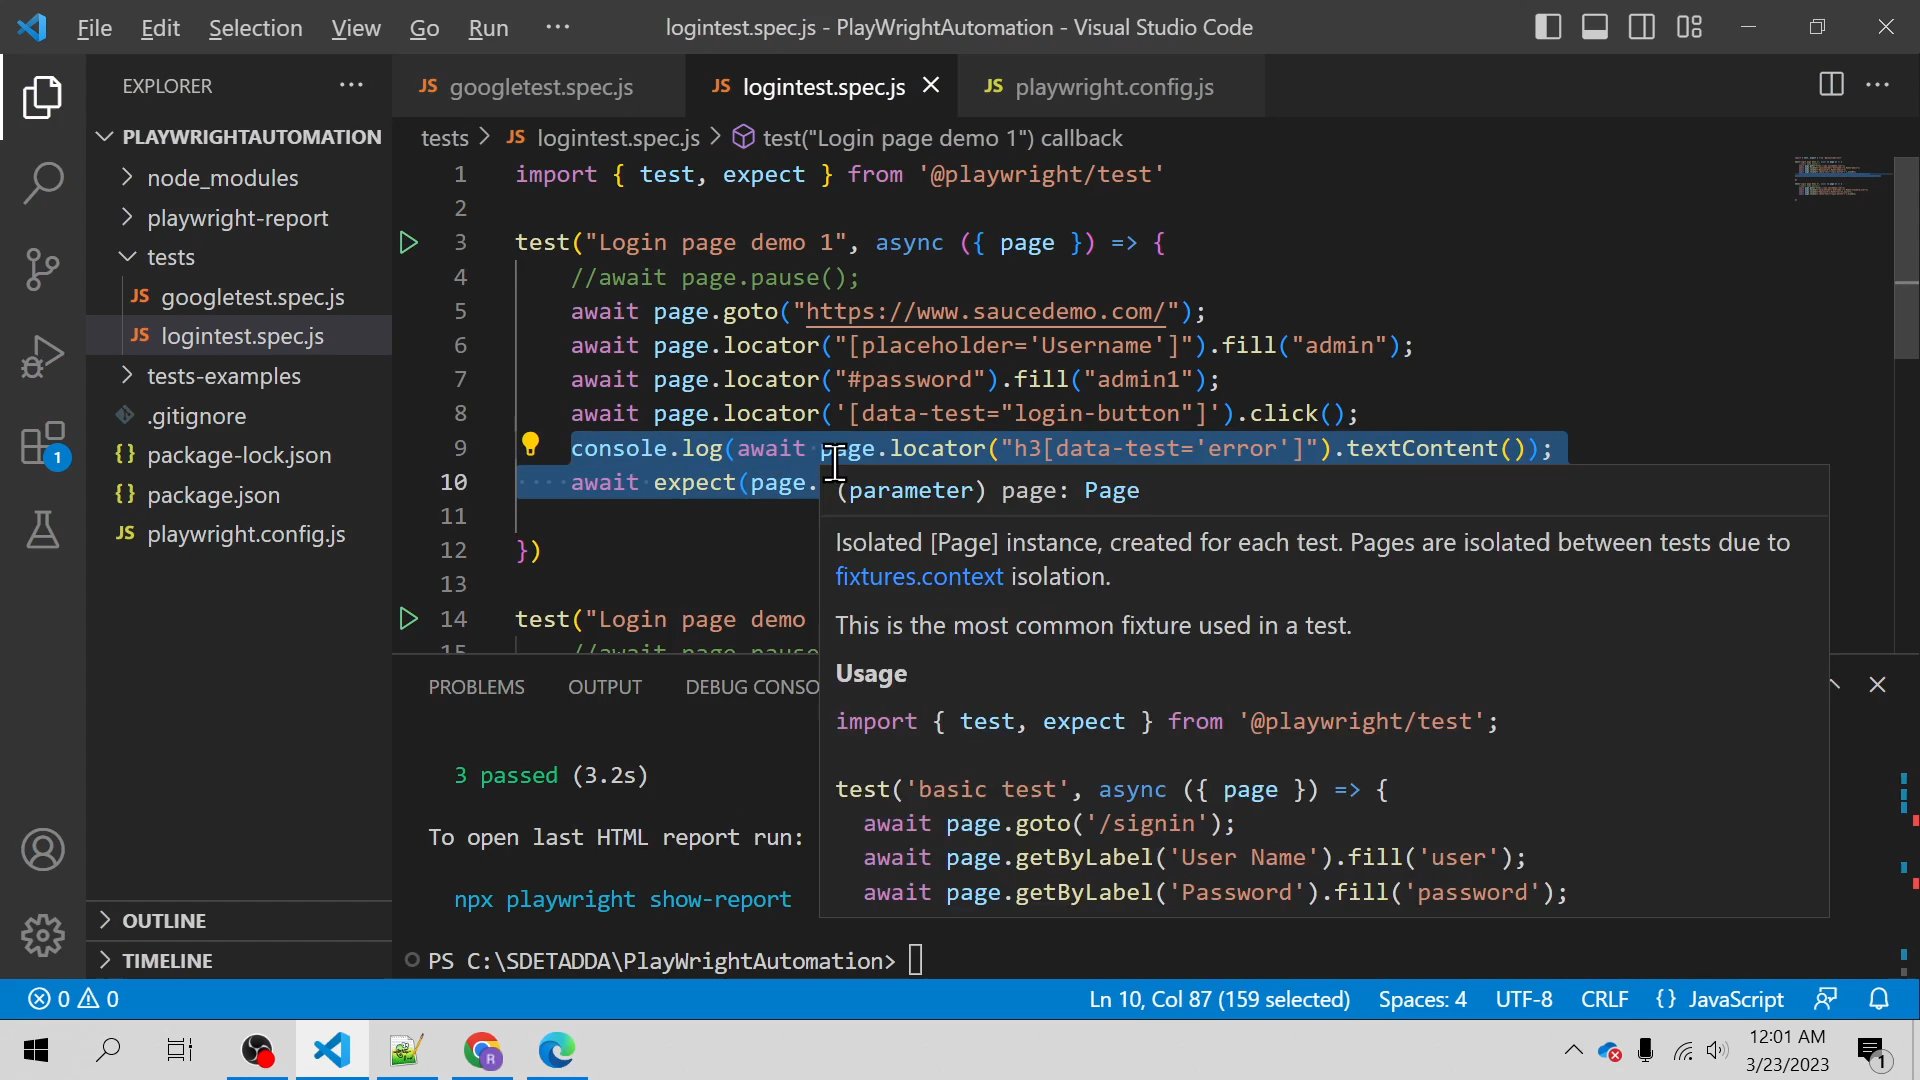 File Edit Selection View Go Run ··· logintest.spec.js - PlayWrightAutomation - Visual Studio Code
EXPLORER ···
JS googletest.spec.js JS logintest.spec.js JS playwright.config.js
tests > JS logintest.spec.js > test("Login page demo 1") callback
PLAYWRIGHTAUTOMATION
node_modules
playwright-report
tests
JS googletest.spec.js
JS logintest.spec.js
tests-examples
.gitignore
{} package-lock.json
{} package.json
JS playwright.config.js
OUTLINE
TIMELINE
1
1 import { test, expect } from '@playwright/test'
2
3 test("Login page demo 1", async ({ page }) => {
4 //await page.pause();
5 await page.goto("https://www.saucedemo.com/");
6 await page.locator("[placeholder='Username']").fill("admin");
7 await page.locator("#password").fill("admin1");
8 await page.locator('[data-test="login-button"]').click();
9 console.log(await page.locator("h3[data-test='error']").textContent());
10 await expect(page.
11
12 })
13
14 test("Login page demo
15 //await page.pause
(parameter) page: Page
Isolated [Page] instance, created for each test. Pages are isolated between tests due to
fixtures.context isolation.
This is the most common fixture used in a test.
Usage
import { test, expect } from '@playwright/test';
test('basic test', async ({ page }) => {
await page.goto('/signin');
await page.getByLabel('User Name').fill('user');
await page.getByLabel('Password').fill('password');
PROBLEMS OUTPUT DEBUG CONSO
3 passed (3.2s)
To open last HTML report run:
npx playwright show-report
PS C:\SDETADDA\PlayWrightAutomation>
0 0 Ln 10, Col 87 (159 selected) Spaces: 4 UTF-8 CRLF {} JavaScript
R
12:01 AM
3/23/2023
1